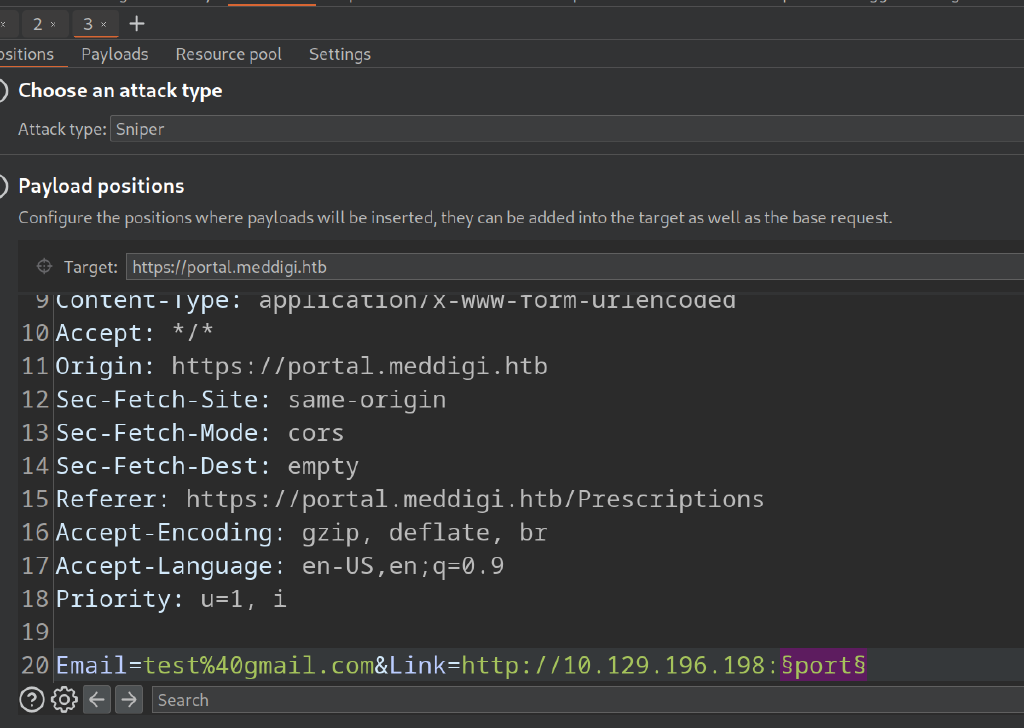 2 ×
3 ×
+
ositions Payloads Resource pool Settings
Choose an attack type
Attack type: Sniper
Payload positions
Configure the positions where payloads will be inserted, they can be added into the target as well as the base request.
Target: https://portal.meddigi.htb
9 Content-Type: application/x-www-form-urlencoded
10 Accept: */*
11 Origin: https://portal.meddigi.htb
12 Sec-Fetch-Site: same-origin
13 Sec-Fetch-Mode: cors
14 Sec-Fetch-Dest: empty
15 Referer: https://portal.meddigi.htb/Prescriptions
16 Accept-Encoding: gzip, deflate, br
17 Accept-Language: en-US,en;q=0.9
18 Priority: u=1, i
19
20 Email=test%40gmail.com&Link=http://10.129.196.198:§port§
Search